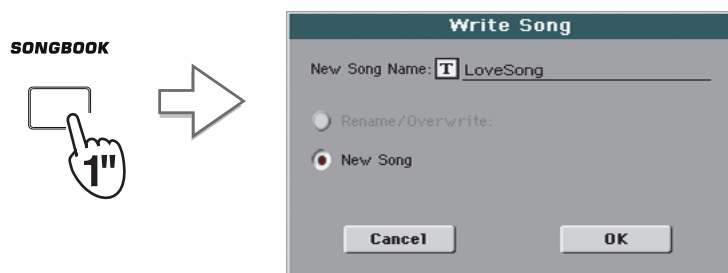 SONGBOOK
1"
Write Song
New Song Name: T LoveSong
Rename/Overwrite:
New Song
Cancel OK